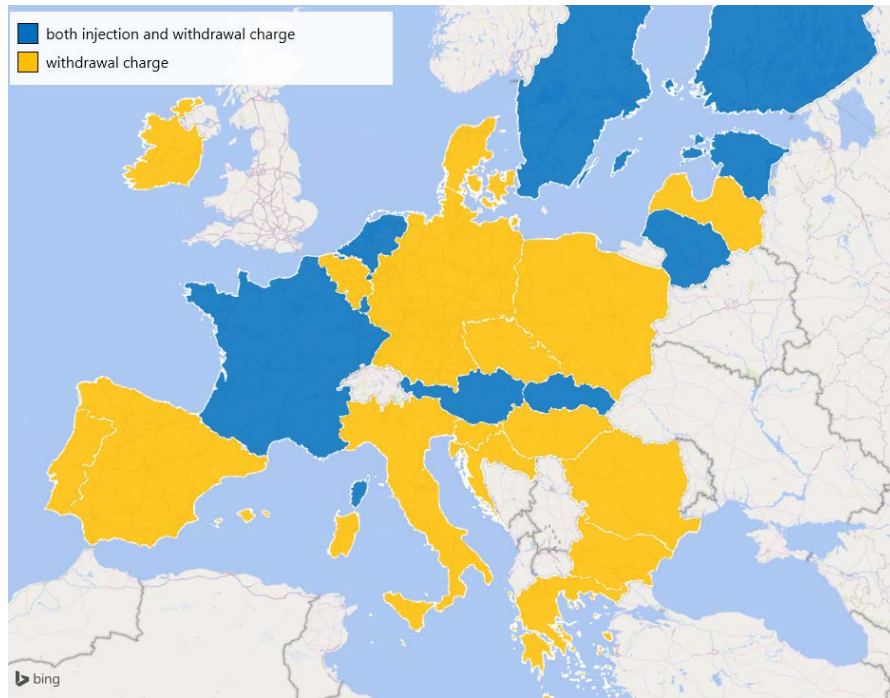 both injection and withdrawal charge
withdrawal charge
bing